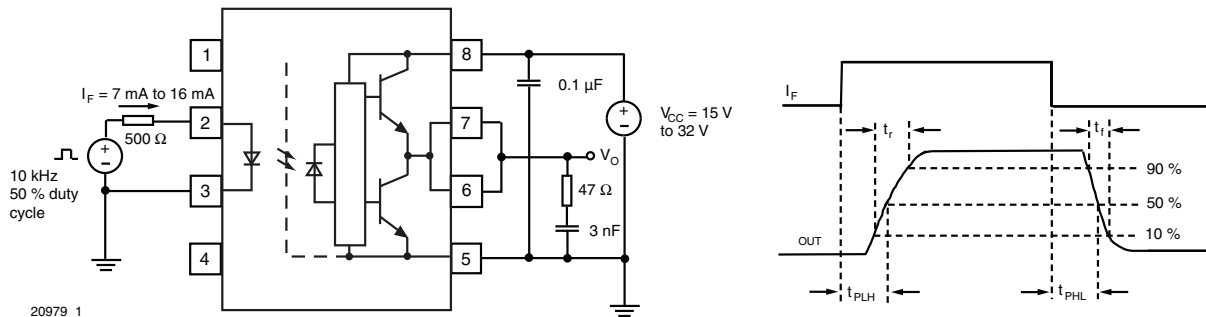 1
8
I_F = 7 mA to 16 mA
0.1 µF
2
7
500 Ω
+
−
V_CC = 15 V
to 32 V
V_O
+
−
10 kHz
50 % duty
cycle
3
6
47 Ω
4
5
3 nF
20979_1
I_F
t_r
t_f
90 %
50 %
10 %
OUT
t_PLH
t_PHL